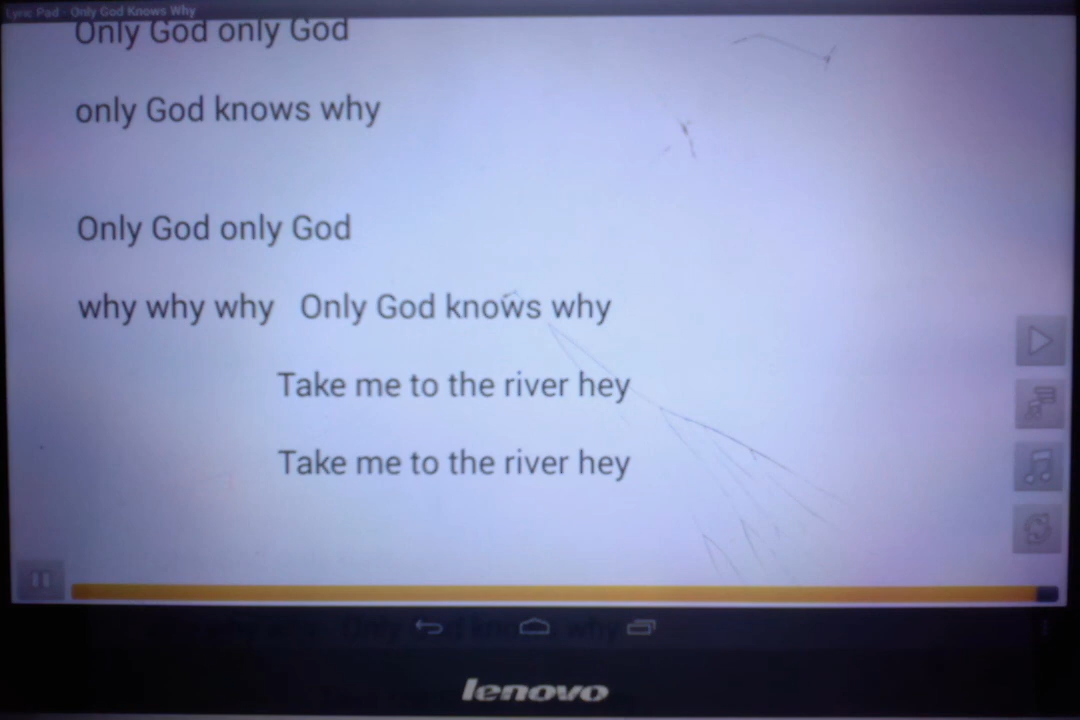 Lyric Pad - Only God Knows Why
Only God only God
only God knows why
Only God only God
why why why Only God knows why
Take me to the river hey
Take me to the river hey
lenovo